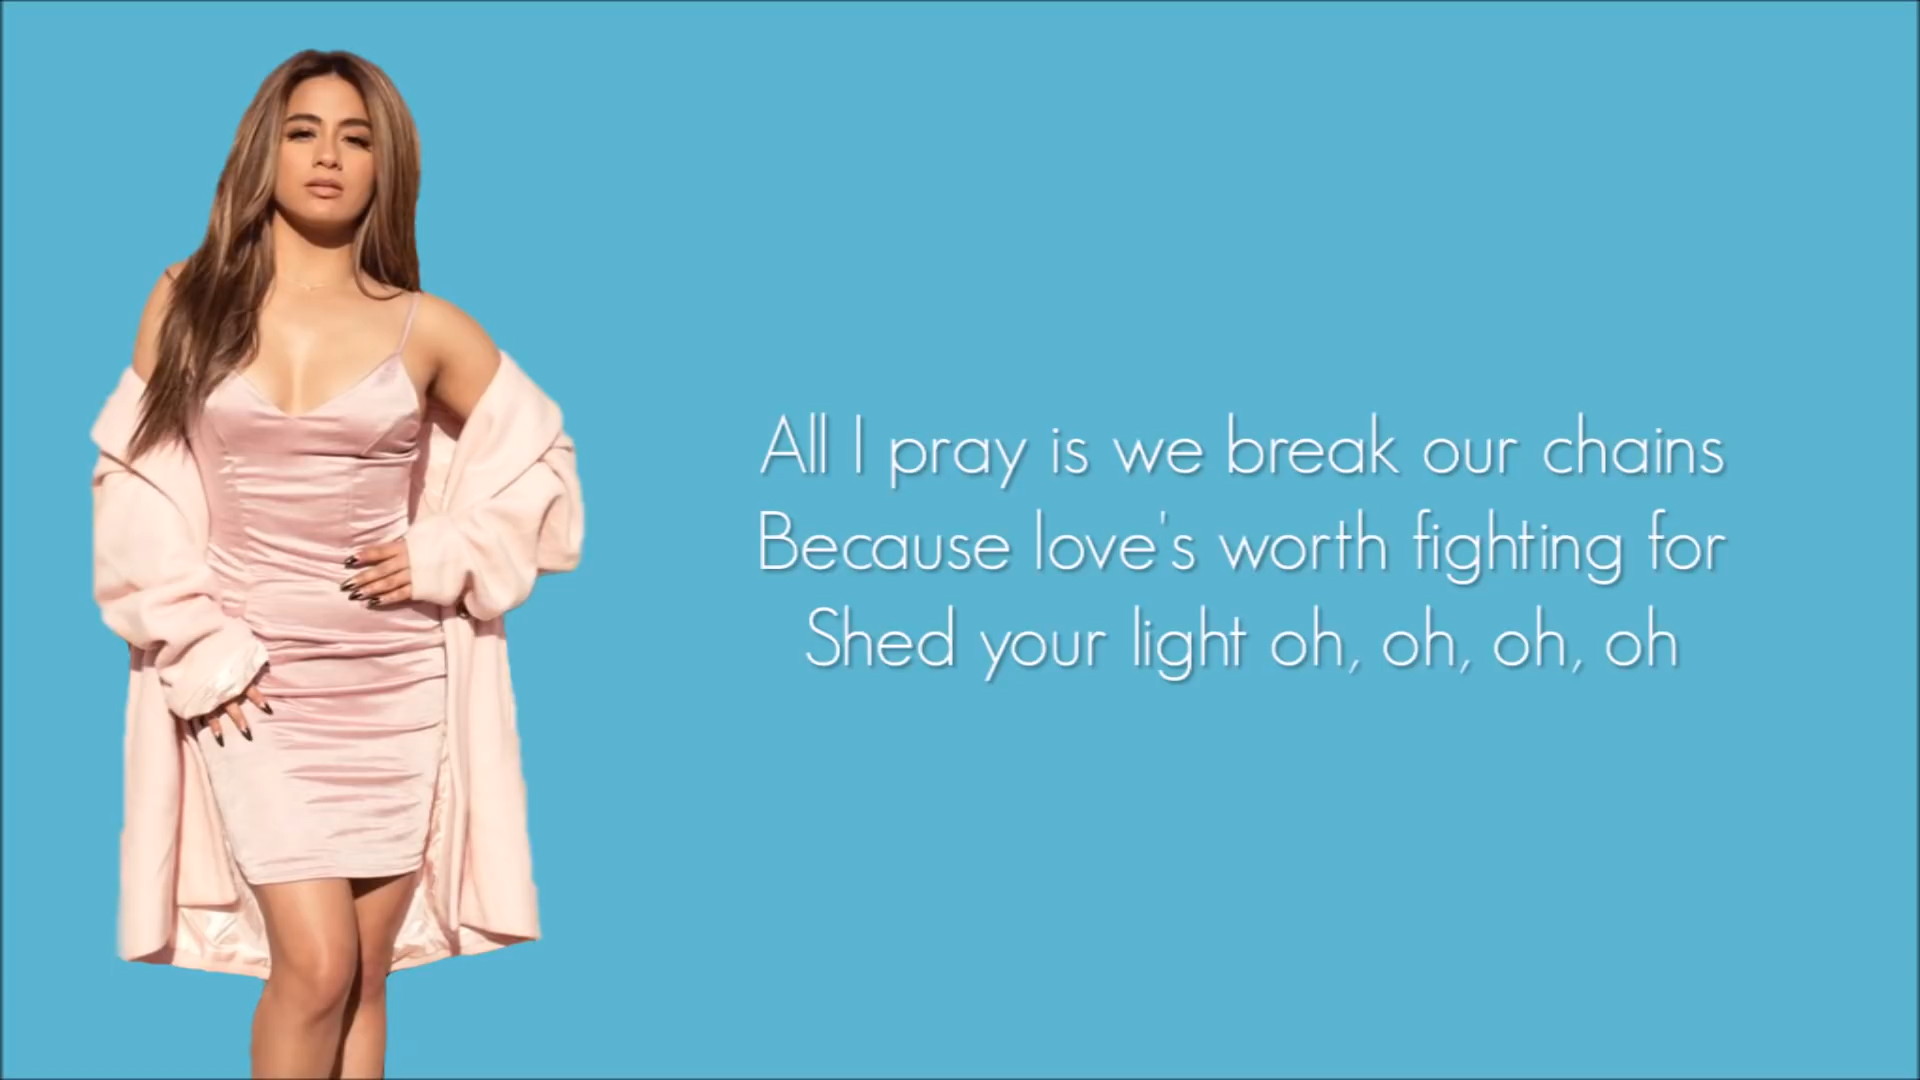 All I pray is we break our chains
Because love's worth fighting for
Shed your light oh, oh, oh, oh